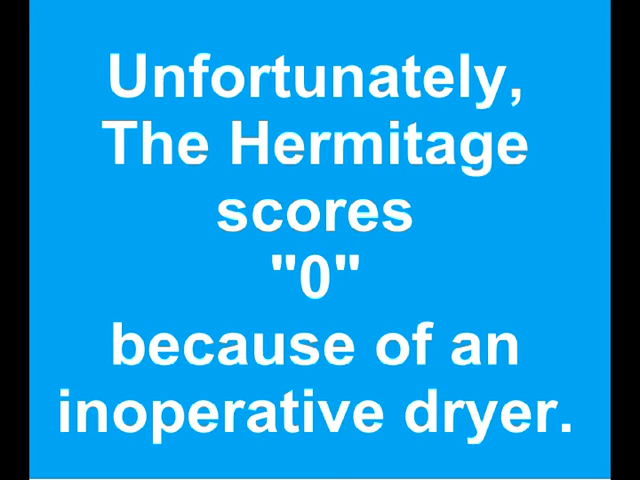 Unfortunately,
The Hermitage
scores
"0"
because of an
inoperative dryer.